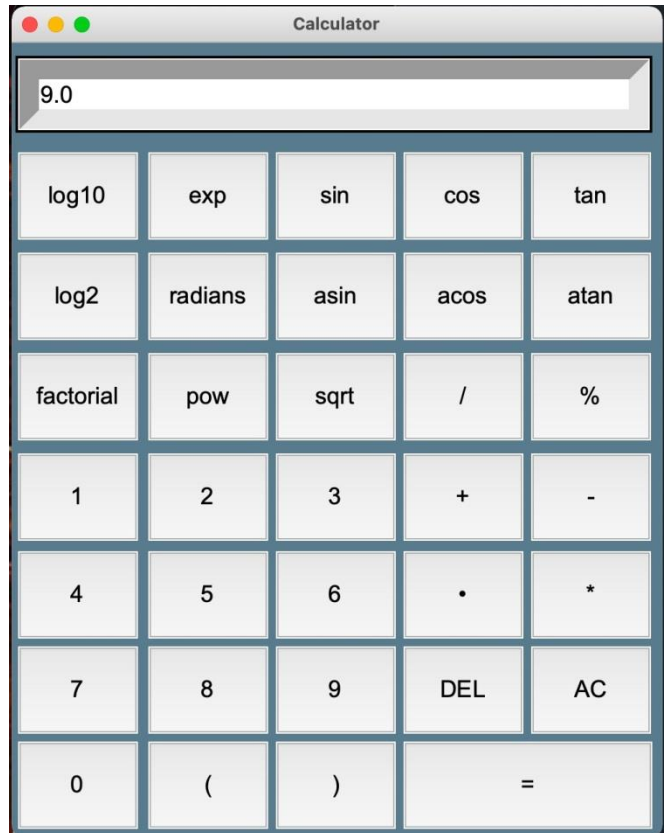 Calculator
9.0
log10 exp sin cos tan
log2 radians asin acos atan
factorial pow sqrt / %
1 2 3 + -
4 5 6 • *
7 8 9 DEL AC
0 ( ) =